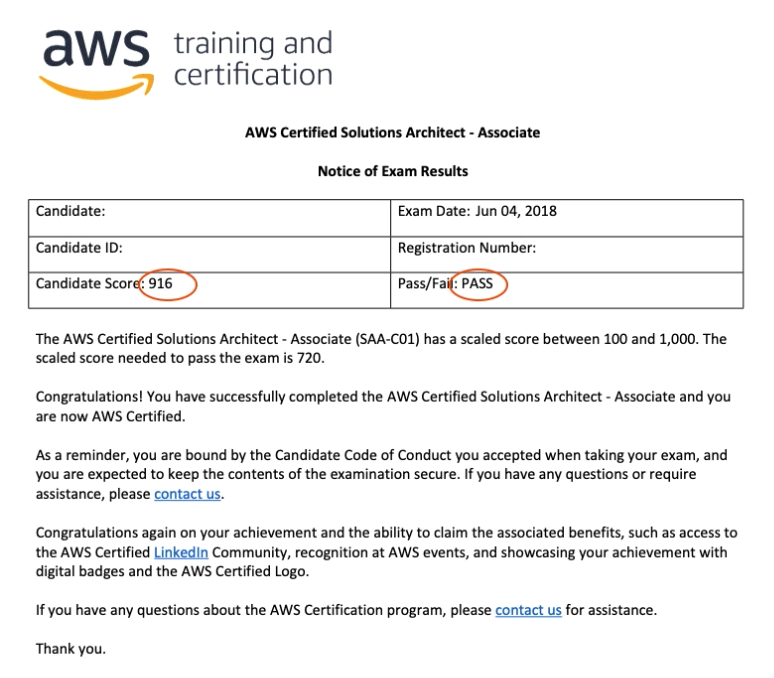 aws training and
certification
AWS Certified Solutions Architect - Associate
Notice of Exam Results
Candidate:
Exam Date: Jun 04, 2018
Candidate ID:
Registration Number:
Candidate Score: 916
Pass/Fail: PASS
The AWS Certified Solutions Architect - Associate (SAA-C01) has a scaled score between 100 and 1,000. The
scaled score needed to pass the exam is 720.
Congratulations! You have successfully completed the AWS Certified Solutions Architect - Associate and you
are now AWS Certified.
As a reminder, you are bound by the Candidate Code of Conduct you accepted when taking your exam, and
you are expected to keep the contents of the examination secure. If you have any questions or require
assistance, please contact us.
Congratulations again on your achievement and the ability to claim the associated benefits, such as access to
the AWS Certified LinkedIn Community, recognition at AWS events, and showcasing your achievement with
digital badges and the AWS Certified Logo.
If you have any questions about the AWS Certification program, please contact us for assistance.
Thank you.